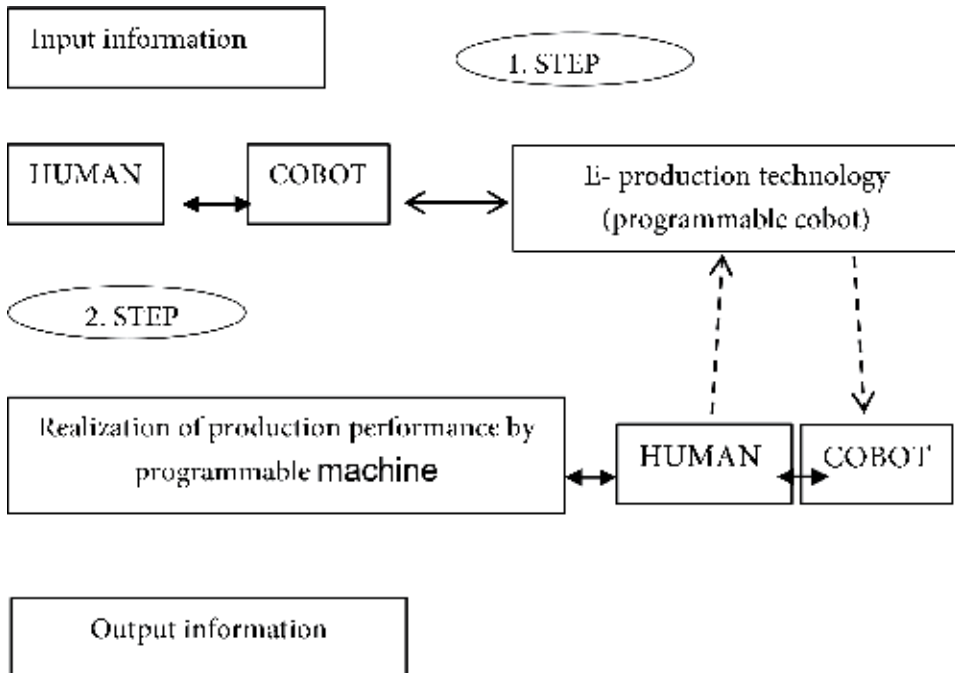 Input information
1. STEP
HUMAN
COBOT
E- production technology
(programmable cobot)
2. STEP
Realization of production performance by
programmable machine
HUMAN
COBOT
Output information